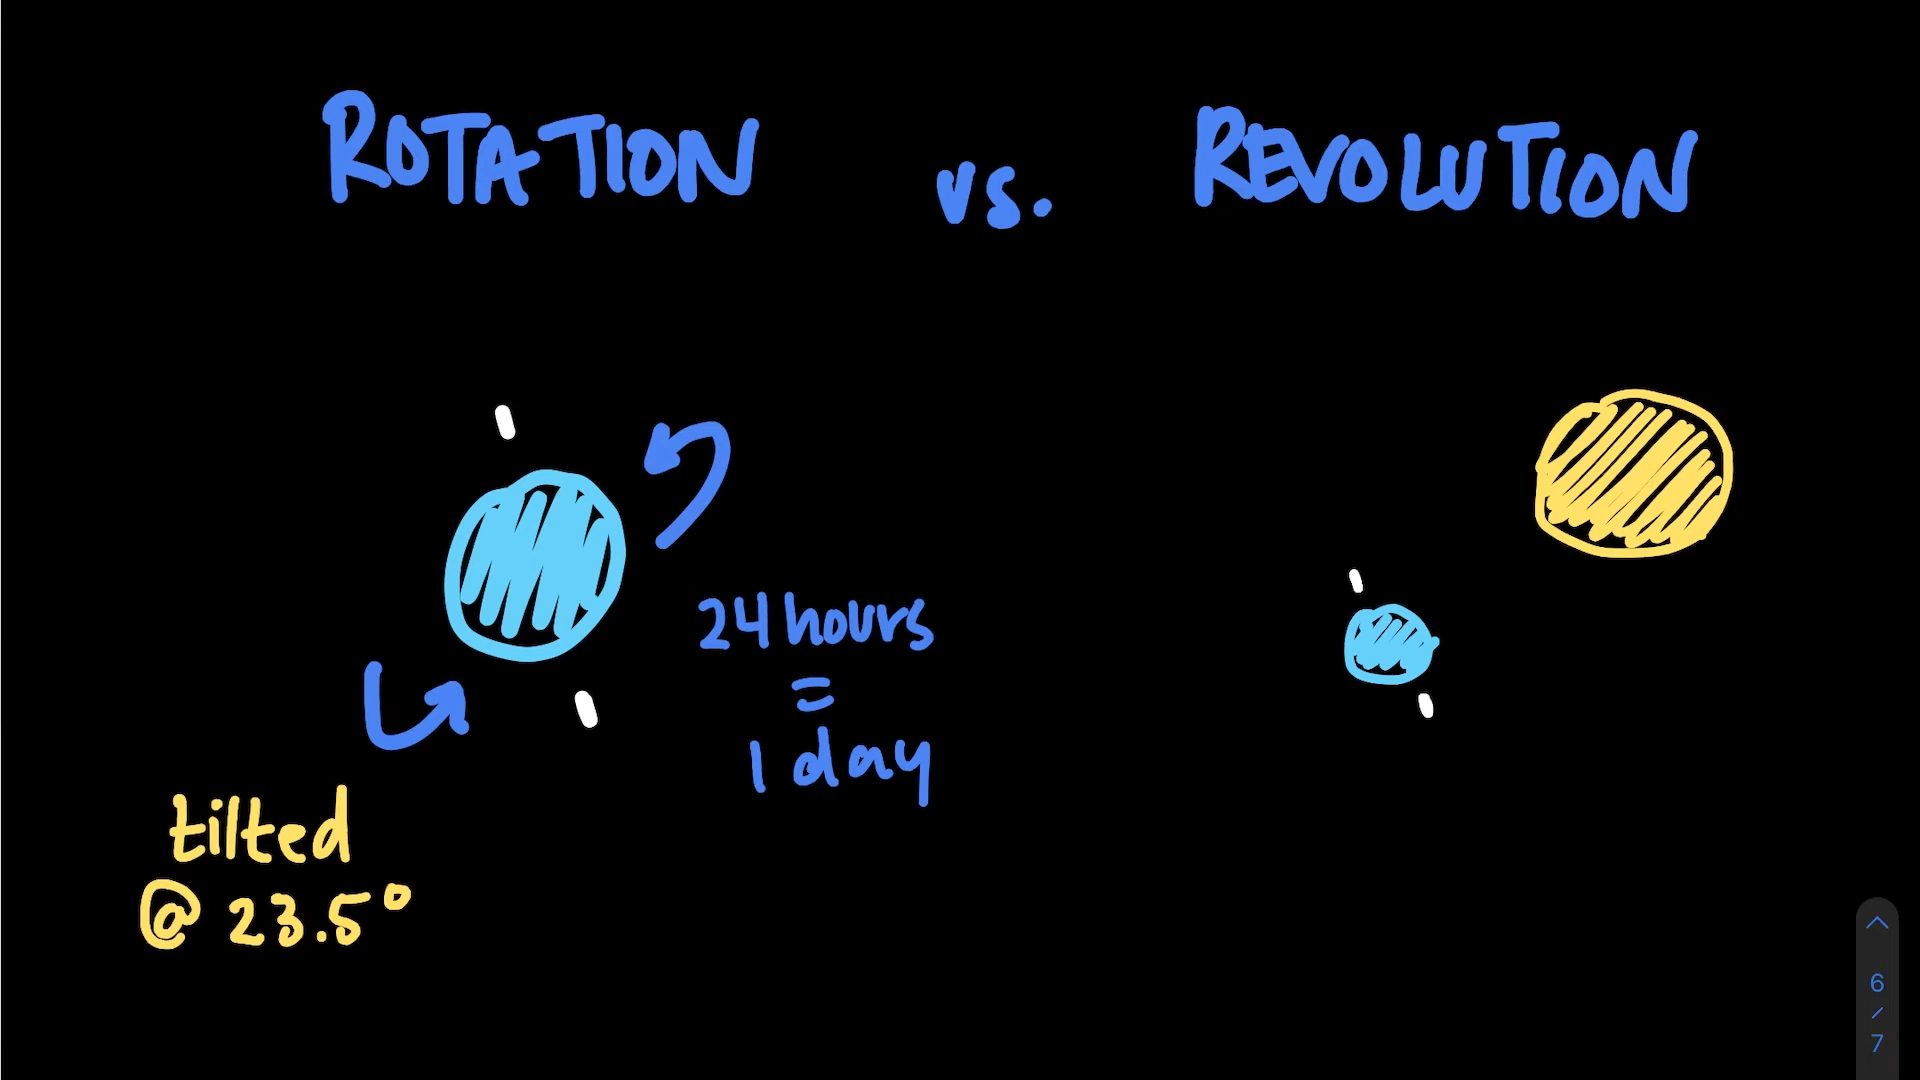 ROTATION vs. REVOLUTION
24 hours
=
1 day
tilted
@ 23.5°
6
/
7